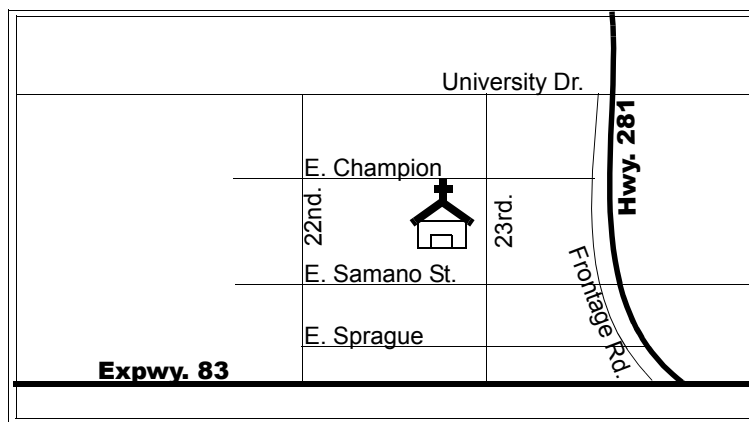 University Dr.
Hwy. 281
E. Champion
22nd.
23rd.
E. Samano St.
Frontage Rd.
E. Sprague
Expwy. 83